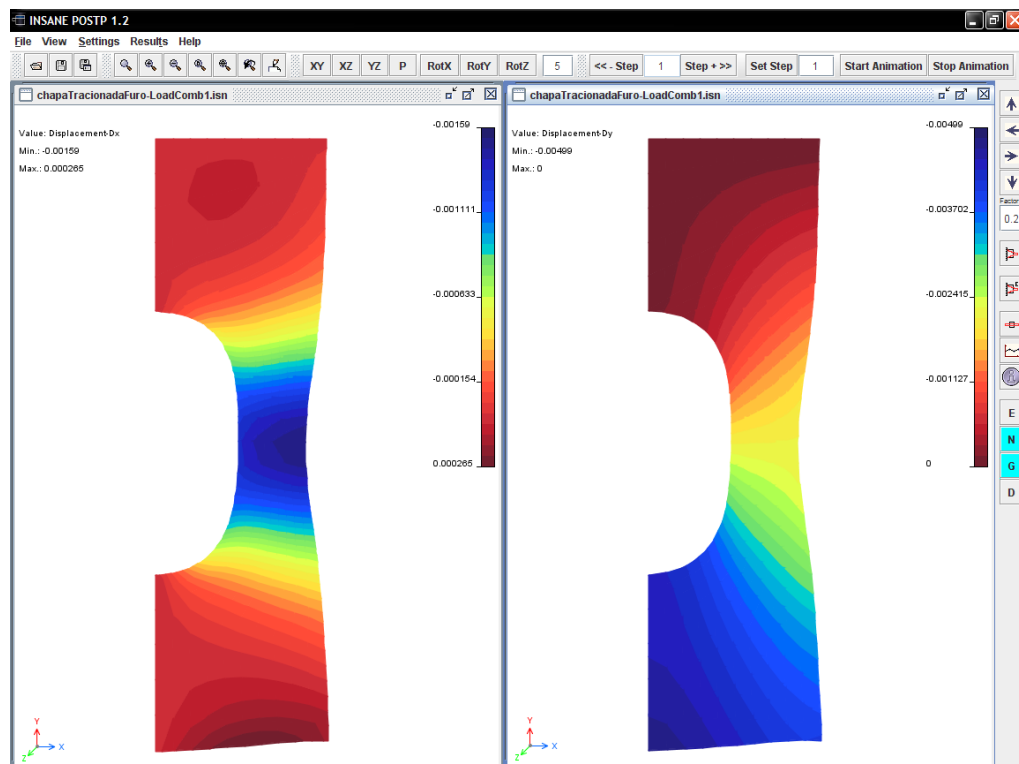 INSANE POSTP 1.2
File View Settings Results Help
XY XZ YZ P RotX RotY RotZ 5 << - Step 1 Step + >> Set Step 1 Start Animation Stop Animation
chapaTracionadaFuro-LoadComb1.isn
Value: Displacement-Dx
Min.: -0.00159
Max.: 0.000265
-0.00159
-0.001111
-0.000633
-0.000154
0.000265
Y
X
Z
chapaTracionadaFuro-LoadComb1.isn
Value: Displacement-Dy
Min.: -0.00499
Max.: 0
-0.00499
-0.003702
-0.002415
-0.001127
0
Y
X
Z
Factor
0.2
E
N
G
D